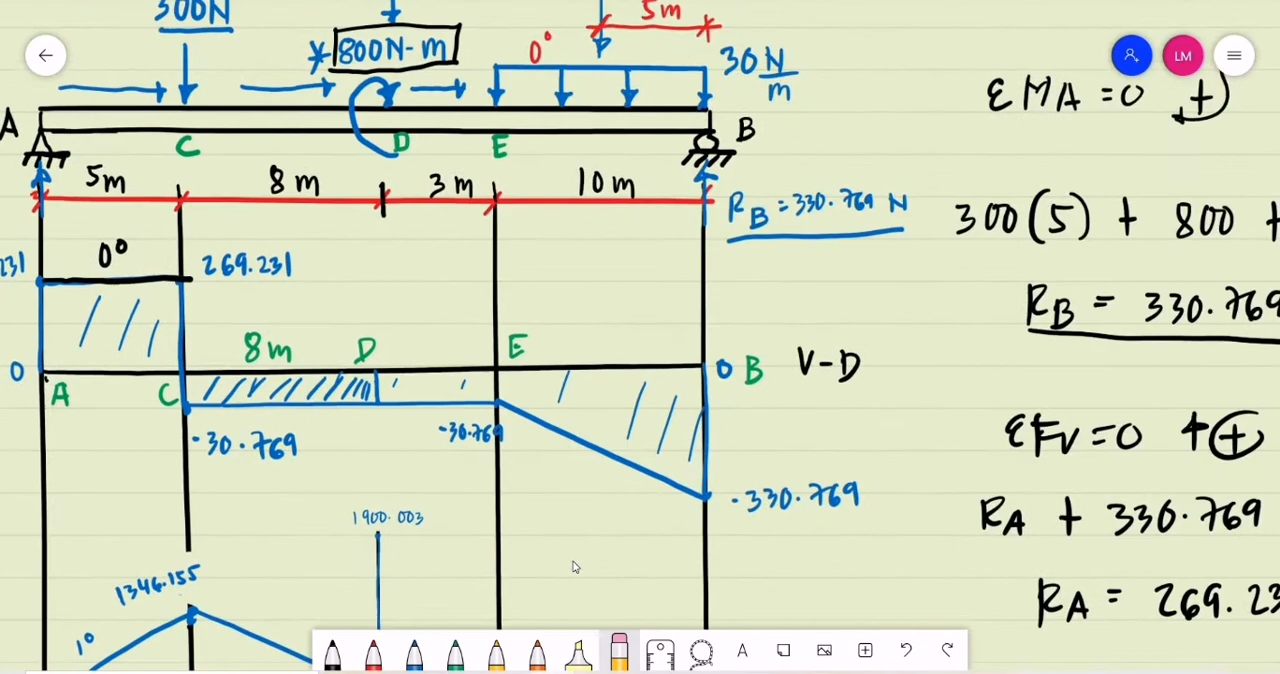 300N
5m
*800N-m
0°
30 N/m
A
C
D
E
B
5m
8m
3m
10m
RB = 330.769 N
231
0°
269.231
8m
D
E
0
A
C
0 B
V-D
-30.769
-30.769
-330.769
1900.003
1346.155
1°
ΣMA = 0 +
300(5) + 800 +
RB = 330.769
ΣFV = 0 ↑+
RA + 330.769
RA = 269.23
LM
A